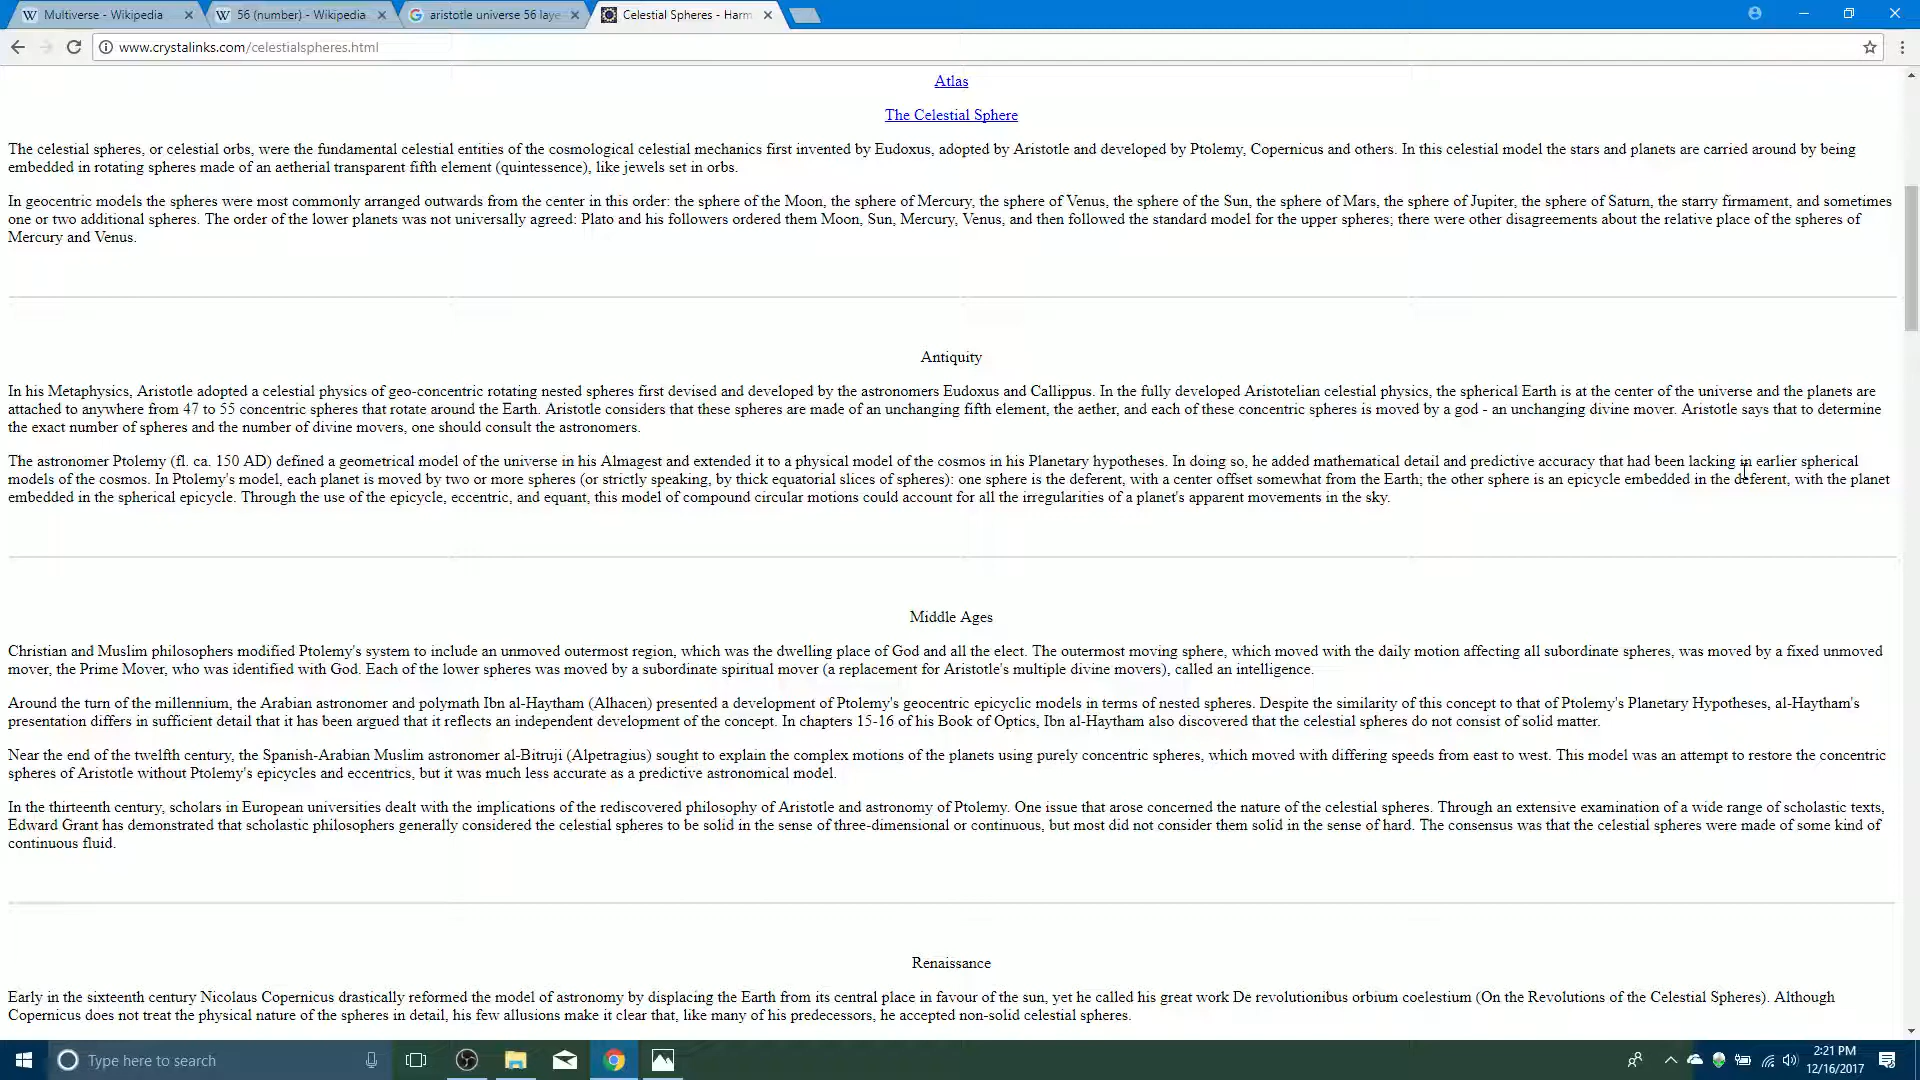 Multiverse - Wikipedia
56 (number) - Wikipedia
aristotle universe 56 laye
Celestial Spheres - Harm
www.crystalinks.com/celestialspheres.html
Atlas
The Celestial Sphere
The celestial spheres, or celestial orbs, were the fundamental celestial entities of the cosmological celestial mechanics first invented by Eudoxus, adopted by Aristotle and developed by Ptolemy, Copernicus and others. In this celestial model the stars and planets are carried around by being
embedded in rotating spheres made of an aetherial transparent fifth element (quintessence), like jewels set in orbs.
In geocentric models the spheres were most commonly arranged outwards from the center in this order: the sphere of the Moon, the sphere of Mercury, the sphere of Venus, the sphere of the Sun, the sphere of Mars, the sphere of Jupiter, the sphere of Saturn, the starry firmament, and sometimes
one or two additional spheres. The order of the lower planets was not universally agreed: Plato and his followers ordered them Moon, Sun, Mercury, Venus, and then followed the standard model for the upper spheres; there were other disagreements about the relative place of the spheres of
Mercury and Venus.
Antiquity
In his Metaphysics, Aristotle adopted a celestial physics of geo-concentric rotating nested spheres first devised and developed by the astronomers Eudoxus and Callippus. In the fully developed Aristotelian celestial physics, the spherical Earth is at the center of the universe and the planets are
attached to anywhere from 47 to 55 concentric spheres that rotate around the Earth. Aristotle considers that these spheres are made of an unchanging fifth element, the aether, and each of these concentric spheres is moved by a god - an unchanging divine mover. Aristotle says that to determine
the exact number of spheres and the number of divine movers, one should consult the astronomers.
The astronomer Ptolemy (fl. ca. 150 AD) defined a geometrical model of the universe in his Almagest and extended it to a physical model of the cosmos in his Planetary hypotheses. In doing so, he added mathematical detail and predictive accuracy that had been lacking in earlier spherical
models of the cosmos. In Ptolemy's model, each planet is moved by two or more spheres (or strictly speaking, by thick equatorial slices of spheres): one sphere is the deferent, with a center offset somewhat from the Earth; the other sphere is an epicycle embedded in the deferent, with the planet
embedded in the spherical epicycle. Through the use of the epicycle, eccentric, and equant, this model of compound circular motions could account for all the irregularities of a planet's apparent movements in the sky.
Middle Ages
Christian and Muslim philosophers modified Ptolemy's system to include an unmoved outermost region, which was the dwelling place of God and all the elect. The outermost moving sphere, which moved with the daily motion affecting all subordinate spheres, was moved by a fixed unmoved
mover, the Prime Mover, who was identified with God. Each of the lower spheres was moved by a subordinate spiritual mover (a replacement for Aristotle's multiple divine movers), called an intelligence.
Around the turn of the millennium, the Arabian astronomer and polymath Ibn al-Haytham (Alhacen) presented a development of Ptolemy's geocentric epicyclic models in terms of nested spheres. Despite the similarity of this concept to that of Ptolemy's Planetary Hypotheses, al-Haytham's
presentation differs in sufficient detail that it has been argued that it reflects an independent development of the concept. In chapters 15-16 of his Book of Optics, Ibn al-Haytham also discovered that the celestial spheres do not consist of solid matter.
Near the end of the twelfth century, the Spanish-Arabian Muslim astronomer al-Bitruji (Alpetragius) sought to explain the complex motions of the planets using purely concentric spheres, which moved with differing speeds from east to west. This model was an attempt to restore the concentric
spheres of Aristotle without Ptolemy's epicycles and eccentrics, but it was much less accurate as a predictive astronomical model.
In the thirteenth century, scholars in European universities dealt with the implications of the rediscovered philosophy of Aristotle and astronomy of Ptolemy. One issue that arose concerned the nature of the celestial spheres. Through an extensive examination of a wide range of scholastic texts,
Edward Grant has demonstrated that scholastic philosophers generally considered the celestial spheres to be solid in the sense of three-dimensional or continuous, but most did not consider them solid in the sense of hard. The consensus was that the celestial spheres were made of some kind of
continuous fluid.
Renaissance
Early in the sixteenth century Nicolaus Copernicus drastically reformed the model of astronomy by displacing the Earth from its central place in favour of the sun, yet he called his great work De revolutionibus orbium coelestium (On the Revolutions of the Celestial Spheres). Although
Copernicus does not treat the physical nature of the spheres in detail, his few allusions make it clear that, like many of his predecessors, he accepted non-solid celestial spheres.
Type here to search
2:21 PM
12/16/2017